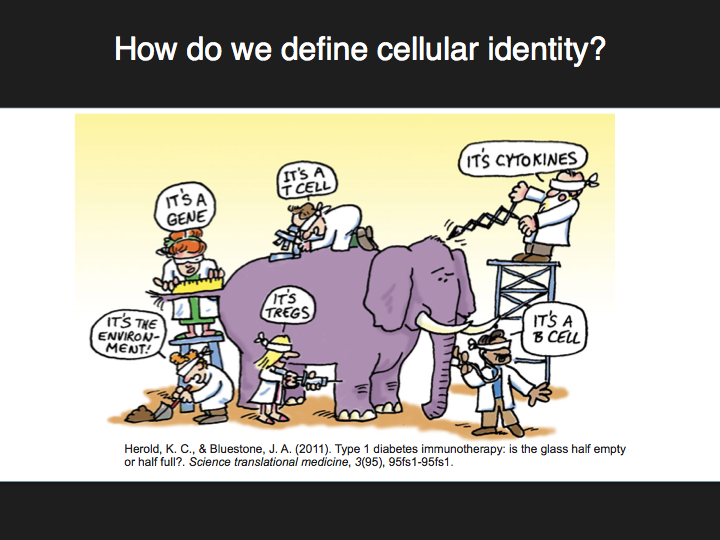 How do we define cellular identity?
IT'S CYTOKINES
IT'S A
T CELL
IT'S A
GENE
IT'S
TREGS
IT'S THE
ENVIRON-
MENT!
IT'S A
B CELL
Herold, K. C., & Bluestone, J. A. (2011). Type 1 diabetes immunotherapy: is the glass half empty
or half full?. Science translational medicine, 3(95), 95fs1-95fs1.